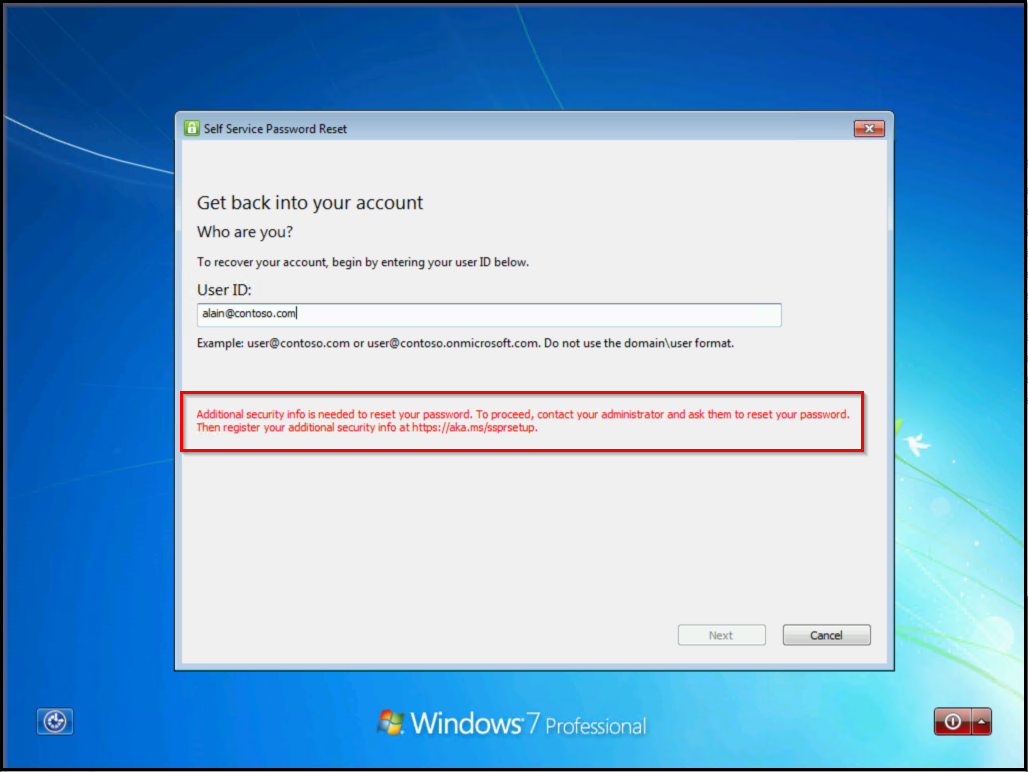 Self Service Password Reset
Get back into your account
Who are you?
To recover your account, begin by entering your user ID below.
User ID:
alain@contoso.com
Example: user@contoso.com or user@contoso.onmicrosoft.com. Do not use the domain\user format.
Additional security info is needed to reset your password. To proceed, contact your administrator and ask them to reset your password.
Then register your additional security info at https://aka.ms/ssprsetup.
Next Cancel
Windows 7 Professional